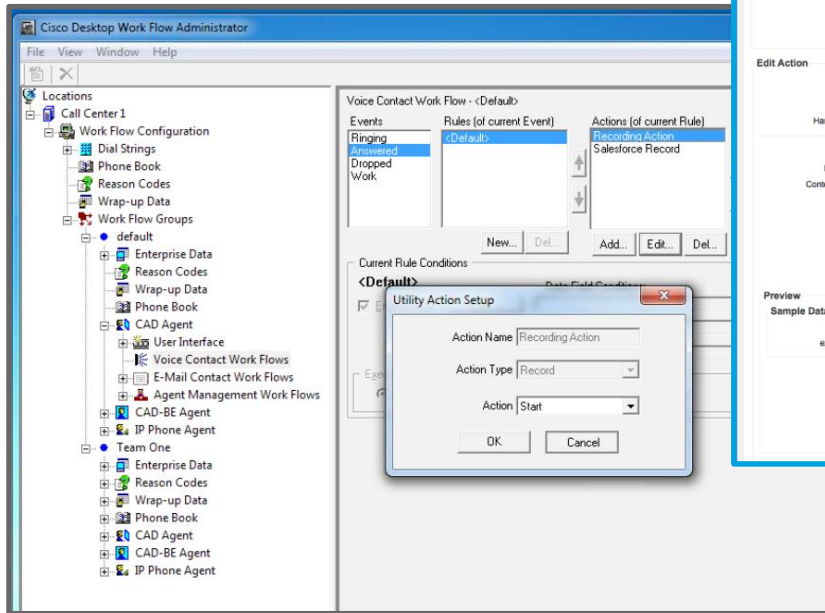 Cisco Desktop Work Flow Administrator
File View Window Help
Locations
Call Center1
Work Flow Configuration
Dial Strings
Phone Book
Reason Codes
Wrap-up Data
Work Flow Groups
default
Enterprise Data
Reason Codes
Wrap-up Data
Phone Book
CAD Agent
User Interface
Voice Contact Work Flows
E-Mail Contact Work Flows
Agent Management Work Flows
CAD-BE Agent
IP Phone Agent
Team One
Enterprise Data
Reason Codes
Wrap-up Data
Phone Book
CAD Agent
CAD-BE Agent
IP Phone Agent
Voice Contact Work Flow - <Default>
Events Rules (of current Event) Actions (of current Rule)
Ringing
Answered
Dropped
Work
<Default>
Recording Action
Salesforce Record
New... Del... Add... Edit... Del...
Current Rule Conditions
<Default>
Utility Action Setup
Action Name Recording Action
Action Type Record
Action Start
OK Cancel
Edit Action
Preview
Sample Data